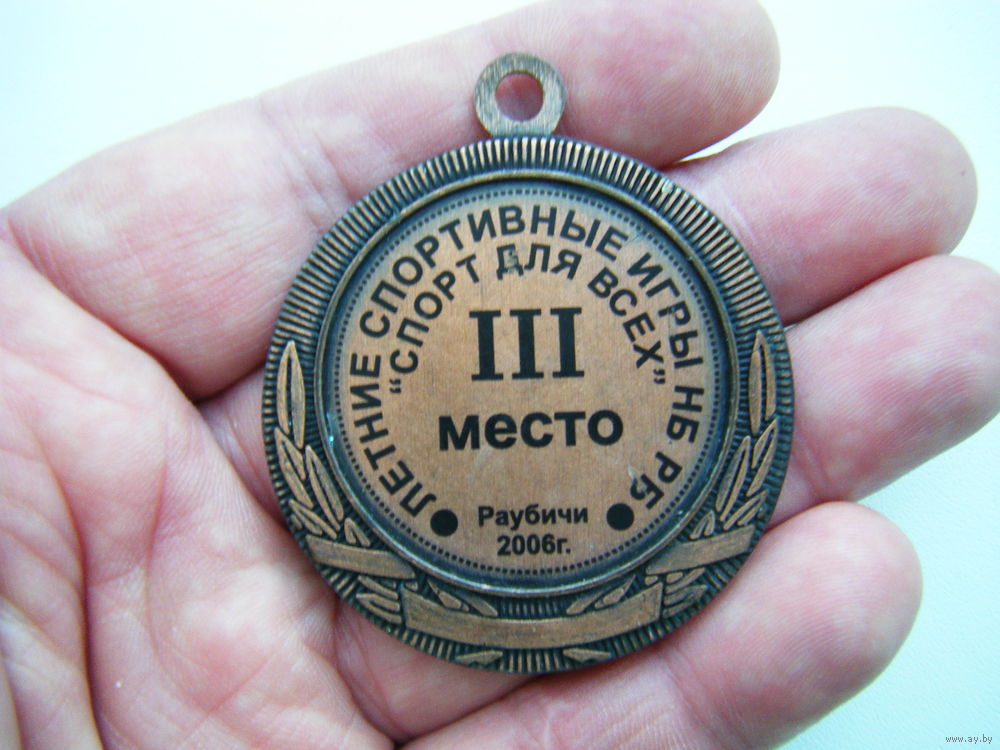 ЛЕТНИЕ СПОРТИВНЫЕ ИГРЫ НБ РБ
“СПОРТ ДЛЯ ВСЕХ”
III
место
Раубичи
2006г.
www.ay.by